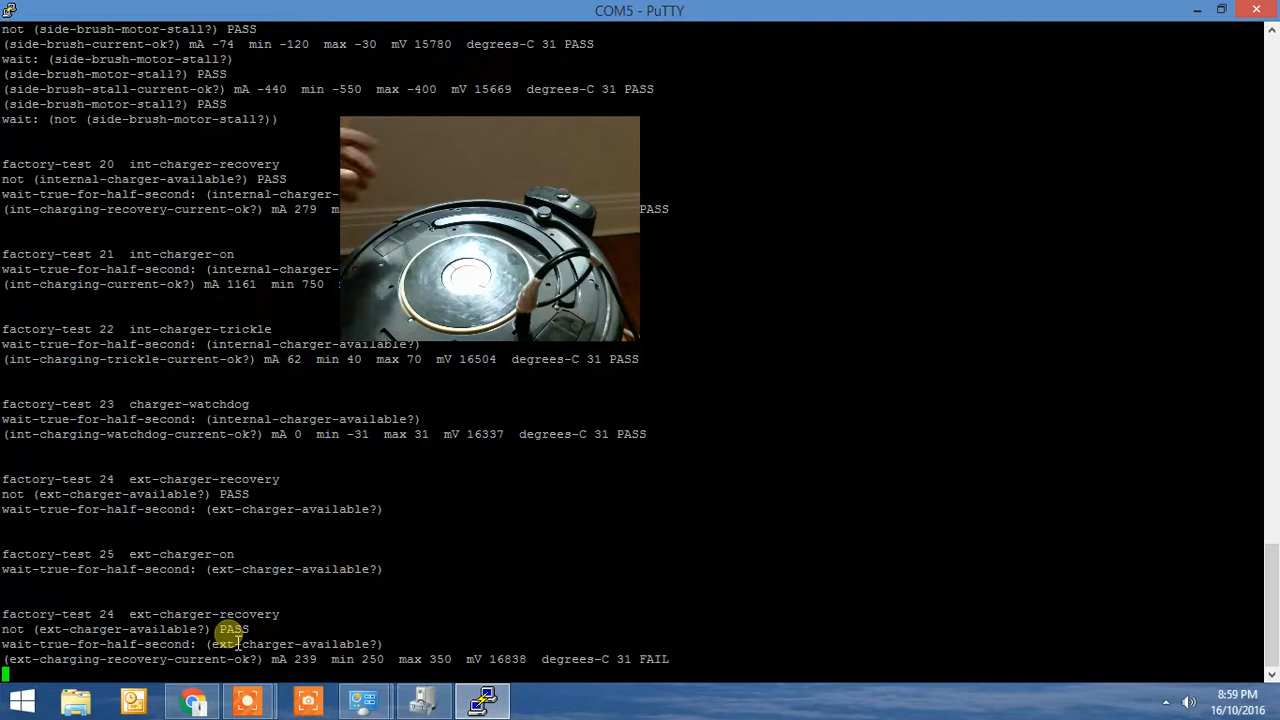 COM5 - PuTTY
not (side-brush-motor-stall?) PASS
(side-brush-current-ok?) mA -74 min -120 max -30 mV 15780 degrees-C 31 PASS
wait: (side-brush-motor-stall?)
(side-brush-motor-stall?) PASS
(side-brush-stall-current-ok?) mA -440 min -550 max -400 mV 15669 degrees-C 31 PASS
(side-brush-motor-stall?) PASS
wait: (not (side-brush-motor-stall?))
factory-test 20 int-charger-recovery
not (internal-charger-available?) PASS
wait-true-for-half-second: (internal-charger-
(int-charging-recovery-current-ok?) mA 279 m PASS
factory-test 21 int-charger-on
wait-true-for-half-second: (internal-charger-
(int-charging-current-ok?) mA 1161 min 750
factory-test 22 int-charger-trickle
wait-true-for-half-second: (internal-charger-available?)
(int-charging-trickle-current-ok?) mA 62 min 40 max 70 mV 16504 degrees-C 31 PASS
factory-test 23 charger-watchdog
wait-true-for-half-second: (internal-charger-available?)
(int-charging-watchdog-current-ok?) mA 0 min -31 max 31 mV 16337 degrees-C 31 PASS
factory-test 24 ext-charger-recovery
not (ext-charger-available?) PASS
wait-true-for-half-second: (ext-charger-available?)
factory-test 25 ext-charger-on
wait-true-for-half-second: (ext-charger-available?)
factory-test 24 ext-charger-recovery
not (ext-charger-available?) PASS
wait-true-for-half-second: (ext-charger-available?)
(ext-charging-recovery-current-ok?) mA 239 min 250 max 350 mV 16838 degrees-C 31 FAIL
8:59 PM
16/10/2016